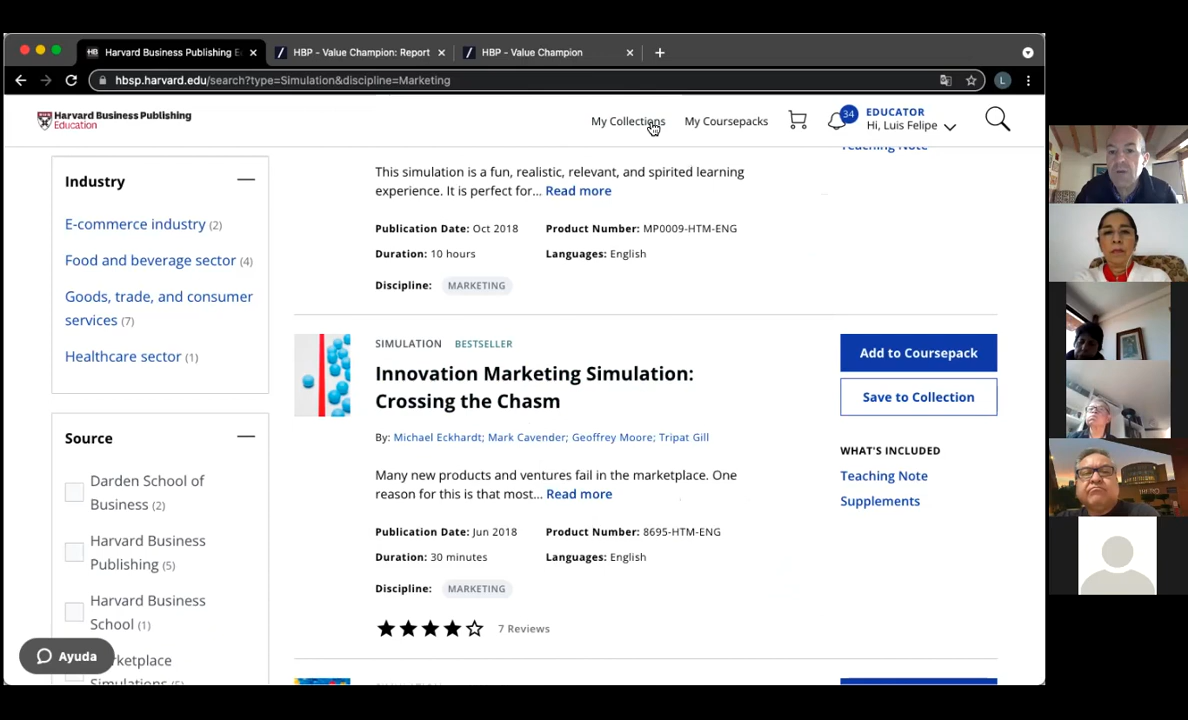 Harvard Business Publishing E
HBP - Value Champion: Report
HBP - Value Champion
hbsp.harvard.edu/search?type=Simulation&discipline=Marketing
L
Harvard Business Publishing
Education
My Collections
My Coursepacks
34
EDUCATOR
Hi, Luis Felipe
Industry
E-commerce industry (2)
Food and beverage sector (4)
Goods, trade, and consumer
services (7)
Healthcare sector (1)
Source
Darden School of
Business (2)
Harvard Business
Publishing (5)
Harvard Business
School (1)
rketplace
Simulations (5)
Ayuda
Teaching Note
This simulation is a fun, realistic, relevant, and spirited learning
experience. It is perfect for... Read more
Publication Date: Oct 2018 Product Number: MP0009-HTM-ENG
Duration: 10 hours Languages: English
Discipline: MARKETING
SIMULATION BESTSELLER
Innovation Marketing Simulation:
Crossing the Chasm
By: Michael Eckhardt; Mark Cavender; Geoffrey Moore; Tripat Gill
Many new products and ventures fail in the marketplace. One
reason for this is that most... Read more
Publication Date: Jun 2018 Product Number: 8695-HTM-ENG
Duration: 30 minutes Languages: English
Discipline: MARKETING
7 Reviews
Add to Coursepack
Save to Collection
WHAT'S INCLUDED
Teaching Note
Supplements